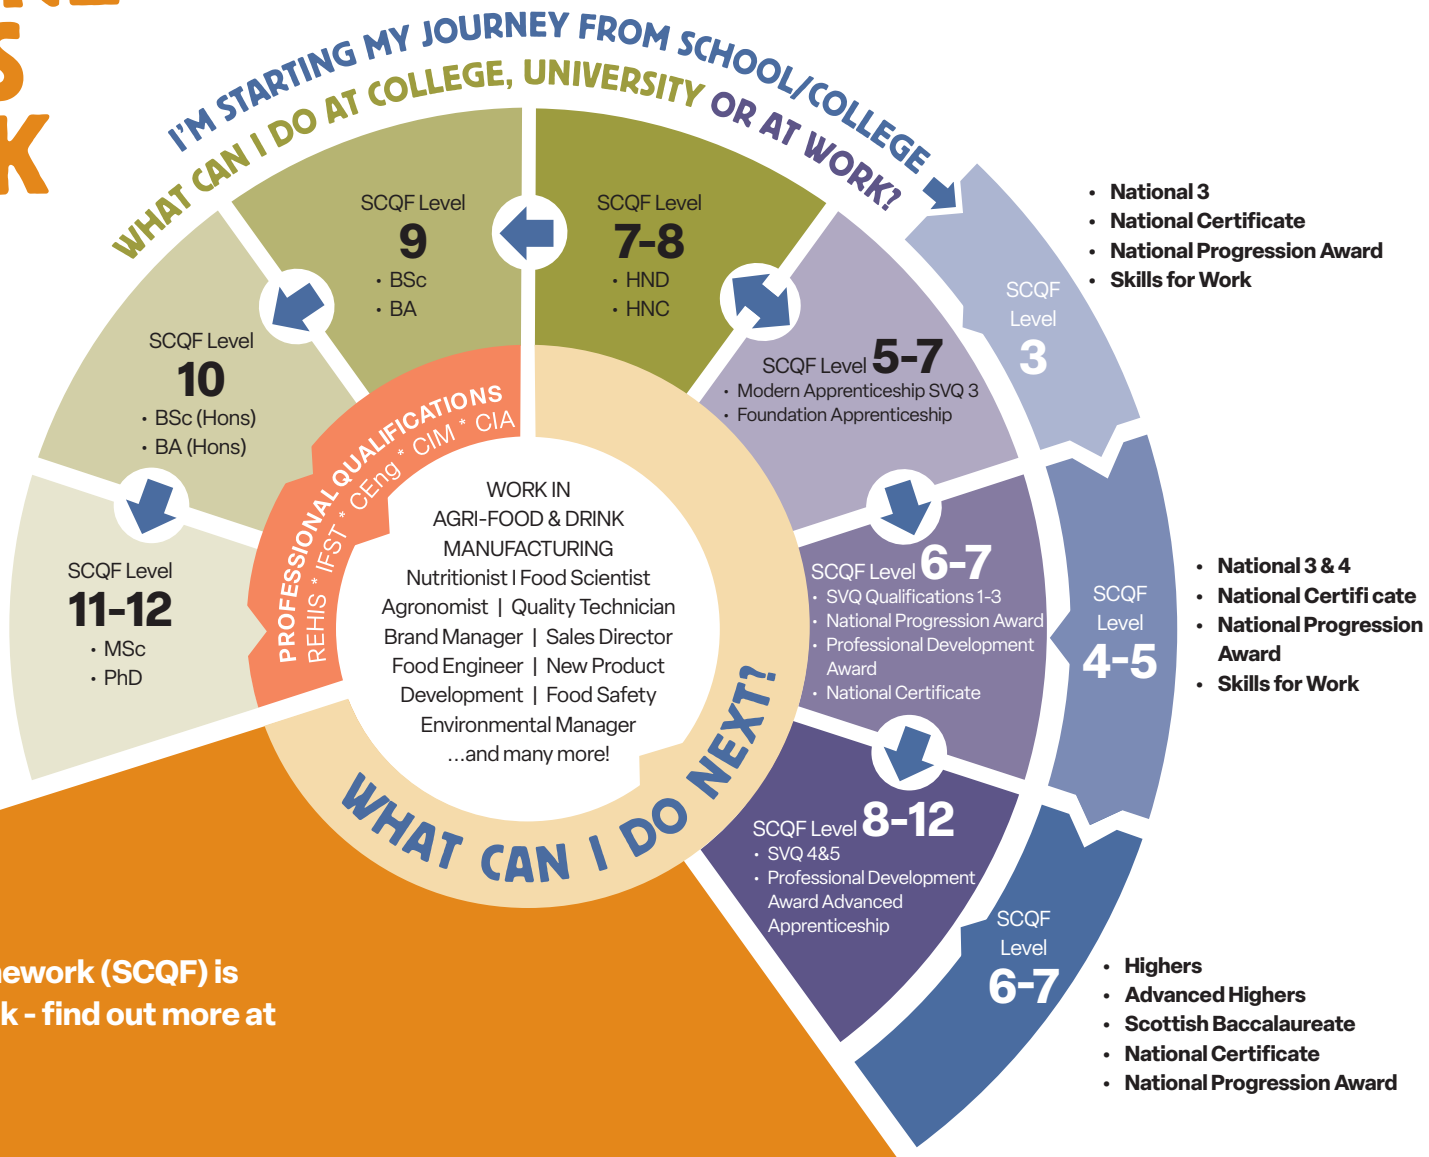 S
K
I'M STARTING MY JOURNEY FROM SCHOOL/COLLEGE
WHAT CAN I DO AT COLLEGE, UNIVERSITY OR AT WORK?
SCQF Level
3
• National 3
• National Certificate
• National Progression Award
• Skills for Work
SCQF
Level
4-5
• National 3 & 4
• National Certifi cate
• National Progression
Award
• Skills for Work
SCQF
Level
6-7
• Highers
• Advanced Highers
• Scottish Baccalaureate
• National Certificate
• National Progression Award
SCQF Level 5-7
• Modern Apprenticeship SVQ 3
• Foundation Apprenticeship
SCQF Level 6-7
• SVQ Qualifications 1-3
• National Progression Award
• Professional Development
Award
• National Certificate
SCQF Level 8-12
• SVQ 4&5
• Professional Development
Award Advanced
Apprenticeship
SCQF Level
7-8
• HND
• HNC
SCQF Level
9
• BSc
• BA
SCQF Level
10
• BSc (Hons)
• BA (Hons)
SCQF Level
11-12
• MSc
• PhD
PROFESSIONAL QUALIFICATIONS
REHIS * IFST * CEng * CIM * CIA
WORK IN
AGRI-FOOD & DRINK
MANUFACTURING
Nutritionist | Food Scientist
Agronomist | Quality Technician
Brand Manager | Sales Director
Food Engineer | New Product
Development | Food Safety
Environmental Manager
...and many more!
WHAT CAN I DO NEXT?
ework (SCQF) is
k - find out more at